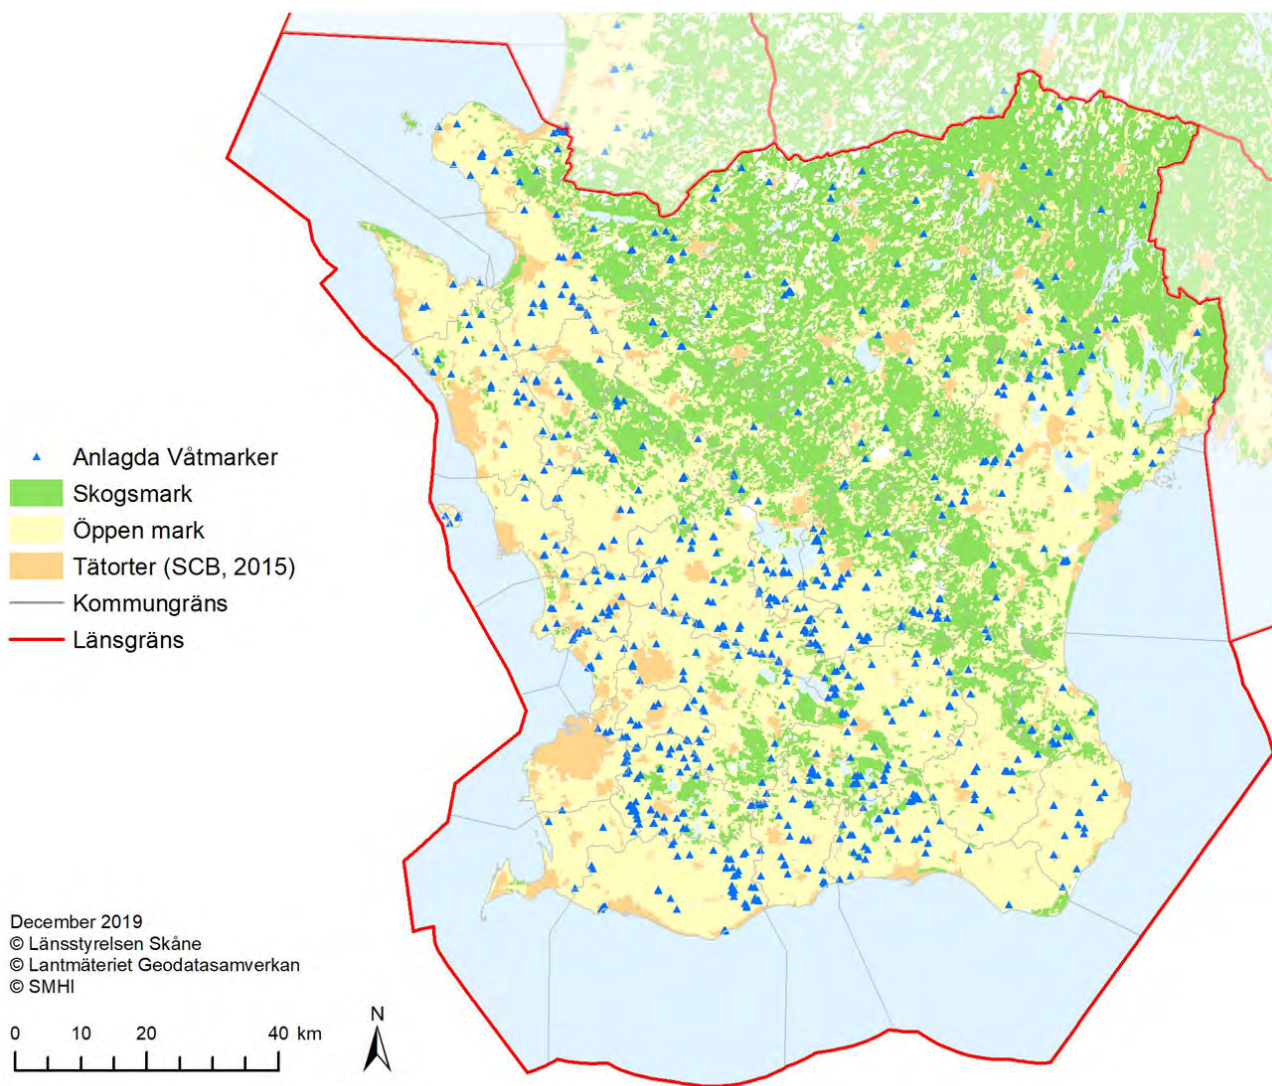 Anlagda Våtmarker
Skogsmark
Öppen mark
Tätorter (SCB, 2015)
Kommungräns
Länsgräns
December 2019
© Länsstyrelsen Skåne
© Lantmäteriet Geodatasamverkan
© SMHI
0 10 20 40 km
N